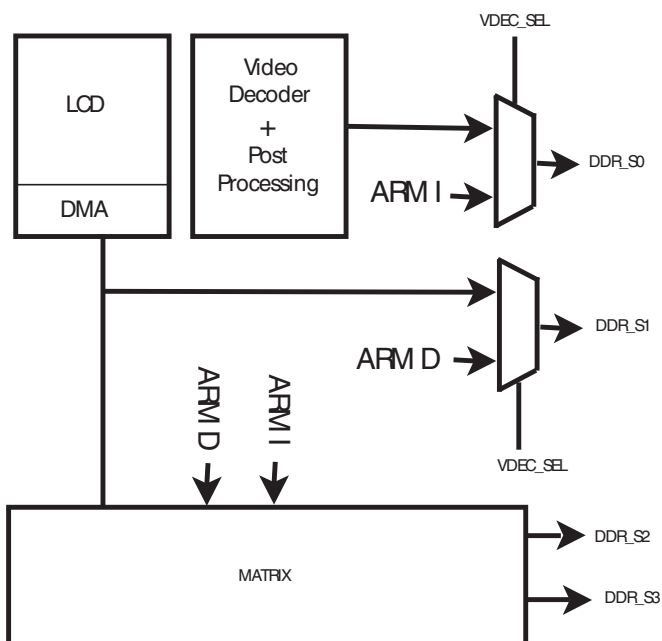 VDEC_SEL
LCD
DMA
Video
Decoder
+
Post
Processing
ARM I
DDR_S0
ARM D
DDR_S1
VDEC_SEL
ARM D
ARM I
MATRIX
DDR_S2
DDR_S3